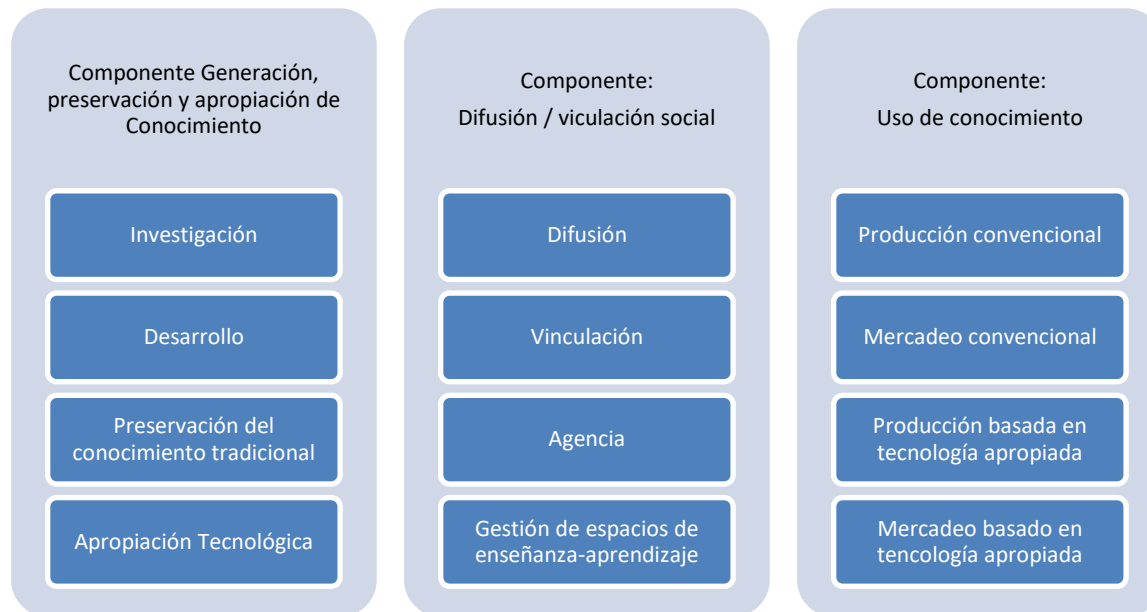 Componente Generación,
preservación y apropiación de
Conocimiento
Investigación
Desarrollo
Preservación del
conocimiento tradicional
Apropiación Tecnológica
Componente:
Difusión / viculación social
Difusión
Vinculación
Agencia
Gestión de espacios de
enseñanza-aprendizaje
Componente:
Uso de conocimiento
Producción convencional
Mercadeo convencional
Producción basada en
tecnología apropiada
Mercadeo basado en
tencología apropiada